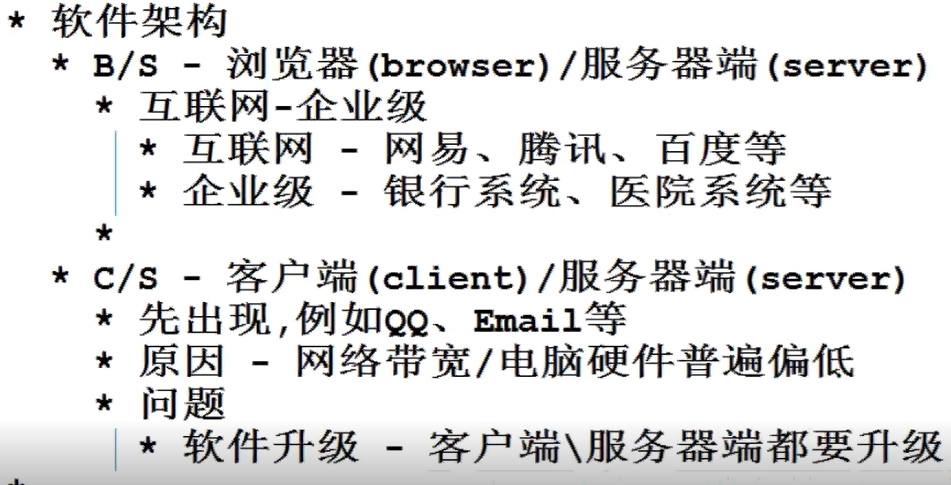 * 软件架构
* B/S - 浏览器(browser)/服务器端(server)
* 互联网-企业级
* 互联网 - 网易、腾讯、百度等
* 企业级 - 银行系统、医院系统等
*
* C/S - 客户端(client)/服务器端(server)
* 先出现,例如QQ、Email等
* 原因 - 网络带宽/电脑硬件普遍偏低
* 问题
* 软件升级 - 客户端\服务器端都要升级